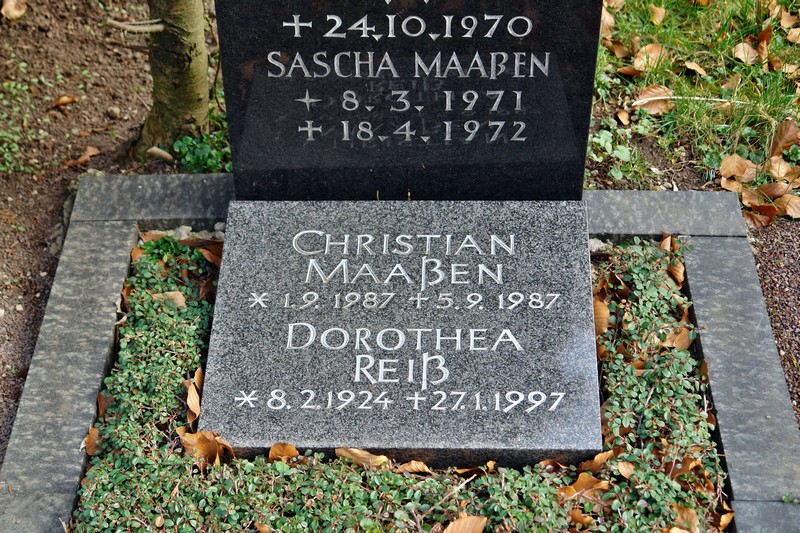 + 24.10.1970
SASCHA MAAẞEN
* 8. 3. 1971
+ 18.4. 1972
CHRISTIAN
MAAẞEN
* 1.9. 1987 + 5.9. 1987
DOROTHEA
REIẞ
* 8.2.1924 + 27.1.1997